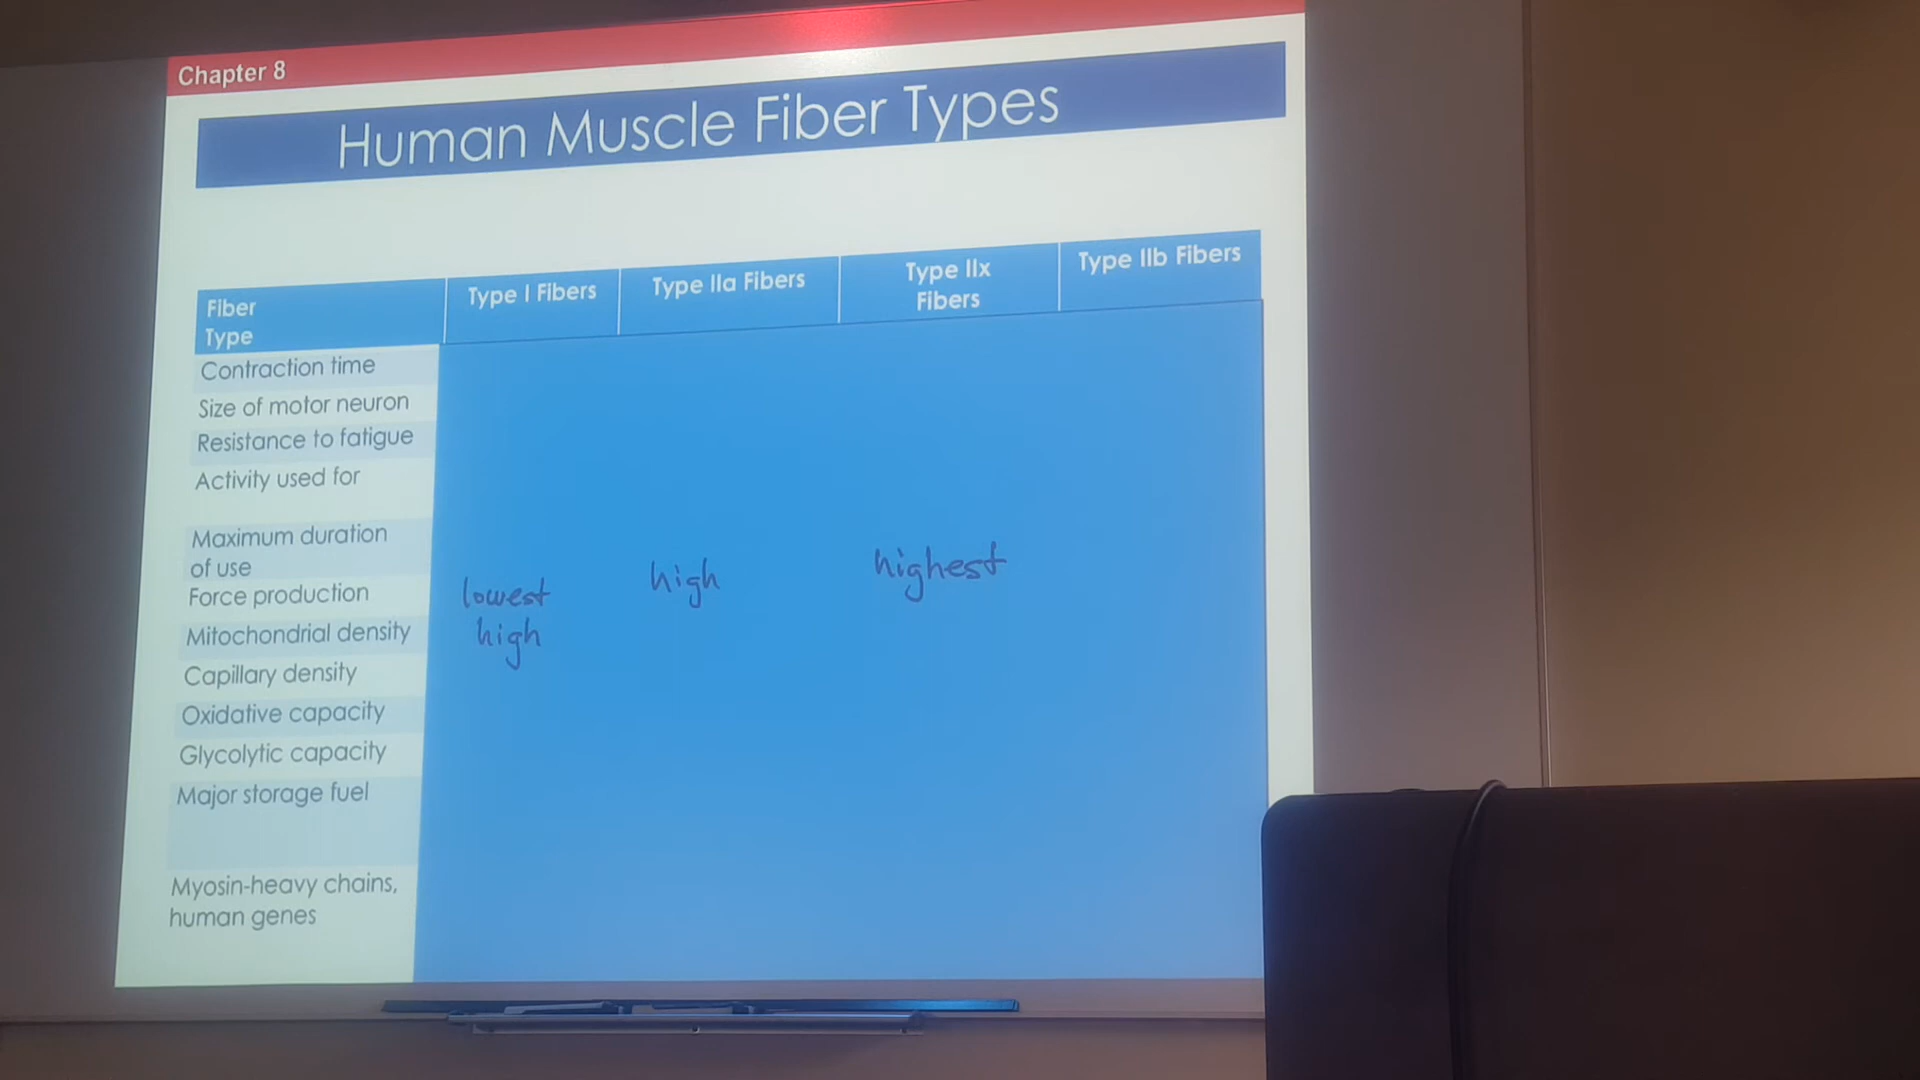 Chapter 8
Human Muscle Fiber Types
Fiber
Type
Type I Fibers
Type IIa Fibers
Type IIx
Fibers
Type IIb Fibers
Contraction time
Size of motor neuron
Resistance to fatigue
Activity used for
Maximum duration
of use
Force production
lowest
high
highest
Mitochondrial density
high
Capillary density
Oxidative capacity
Glycolytic capacity
Major storage fuel
Myosin-heavy chains,
human genes